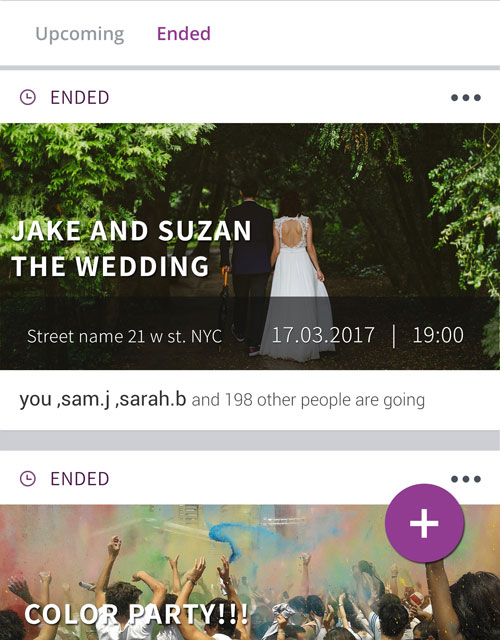 Upcoming Ended
ENDED
JAKE AND SUZAN
THE WEDDING
Street name 21 w st. NYC 17.03.2017 | 19:00
you ,sam.j ,sarah.b and 198 other people are going
ENDED
COLOR PARTY!!!